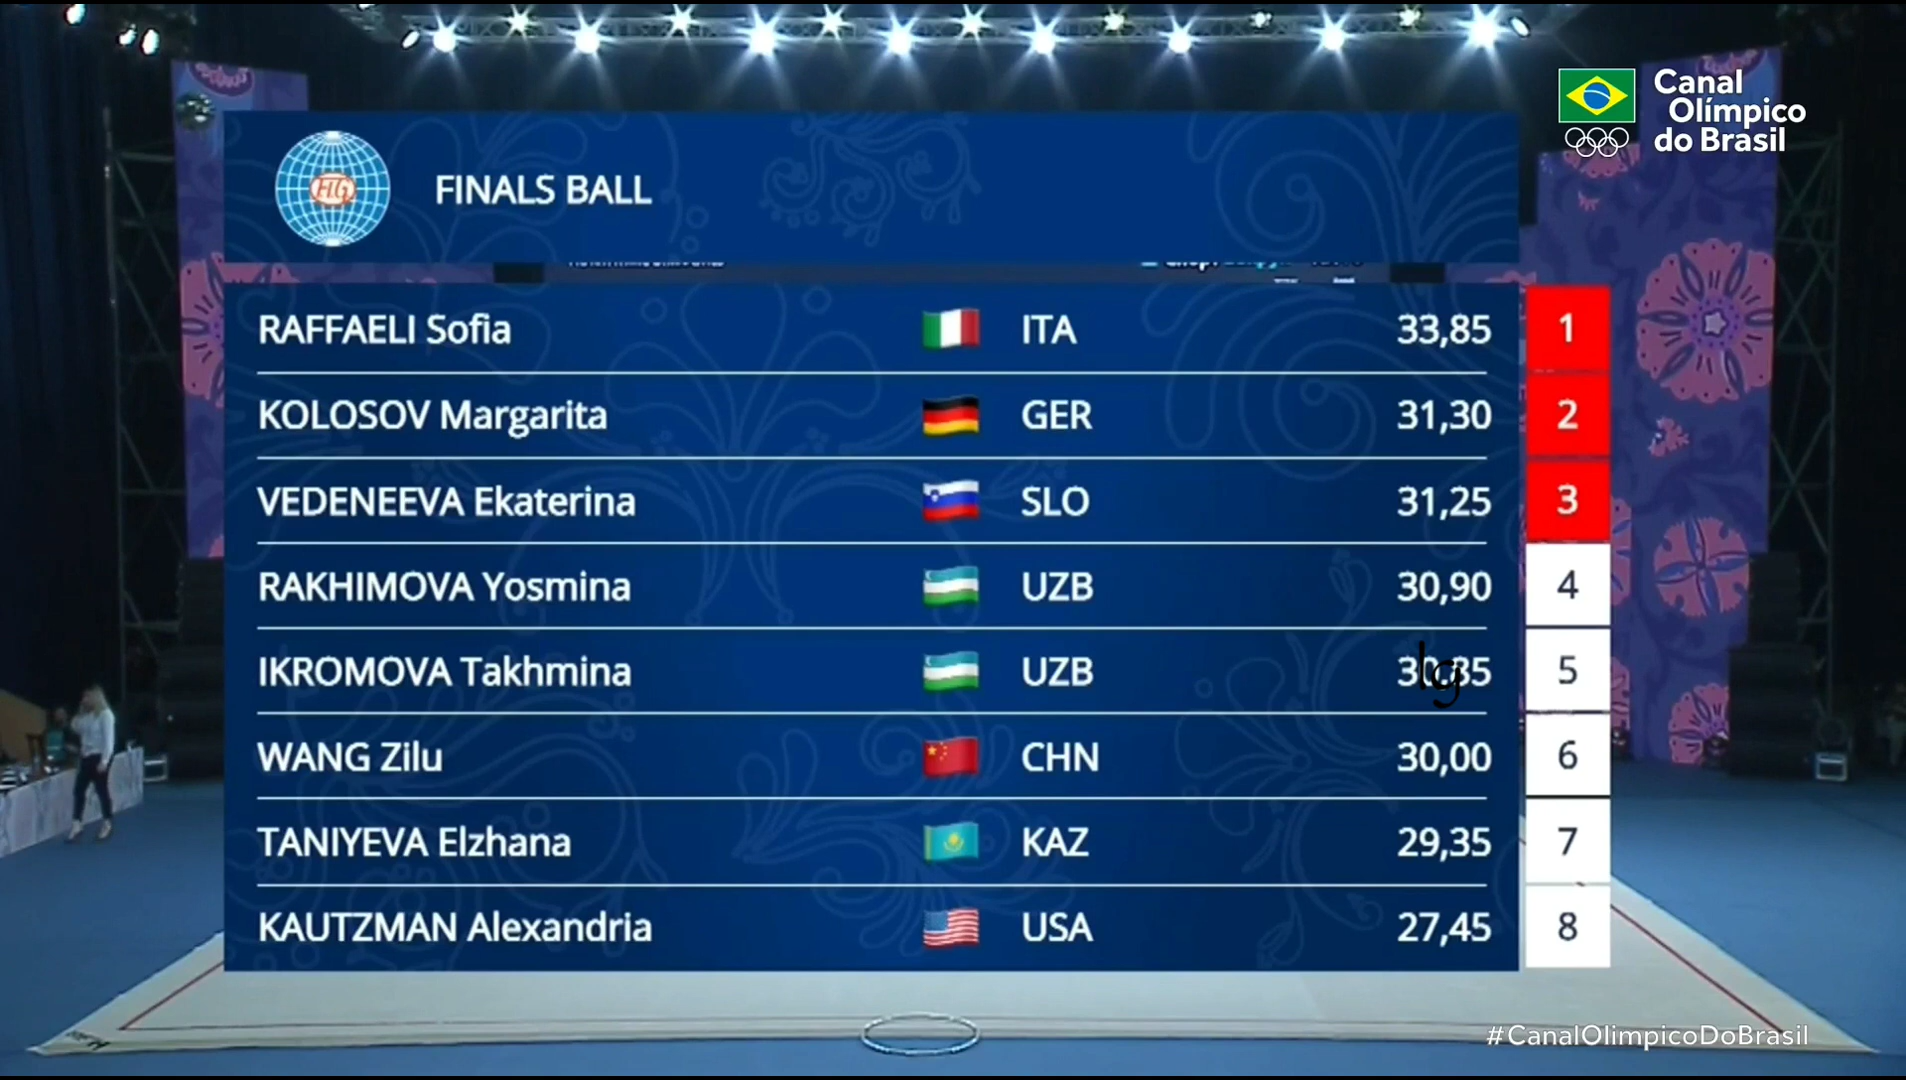 Canal
Olímpico
do Brasil
FIG
FINALS BALL
RAFFAELI Sofia ITA 33,85 1
KOLOSOV Margarita GER 31,30 2
VEDENEEVA Ekaterina SLO 31,25 3
RAKHIMOVA Yosmina UZB 30,90 4
IKROMOVA Takhmina UZB 5
lg
WANG Zilu CHN 30,00 6
TANIYEVA Elzhana KAZ 29,35 7
KAUTZMAN Alexandria USA 27,45 8
#CanalOlimpicoDoBrasil